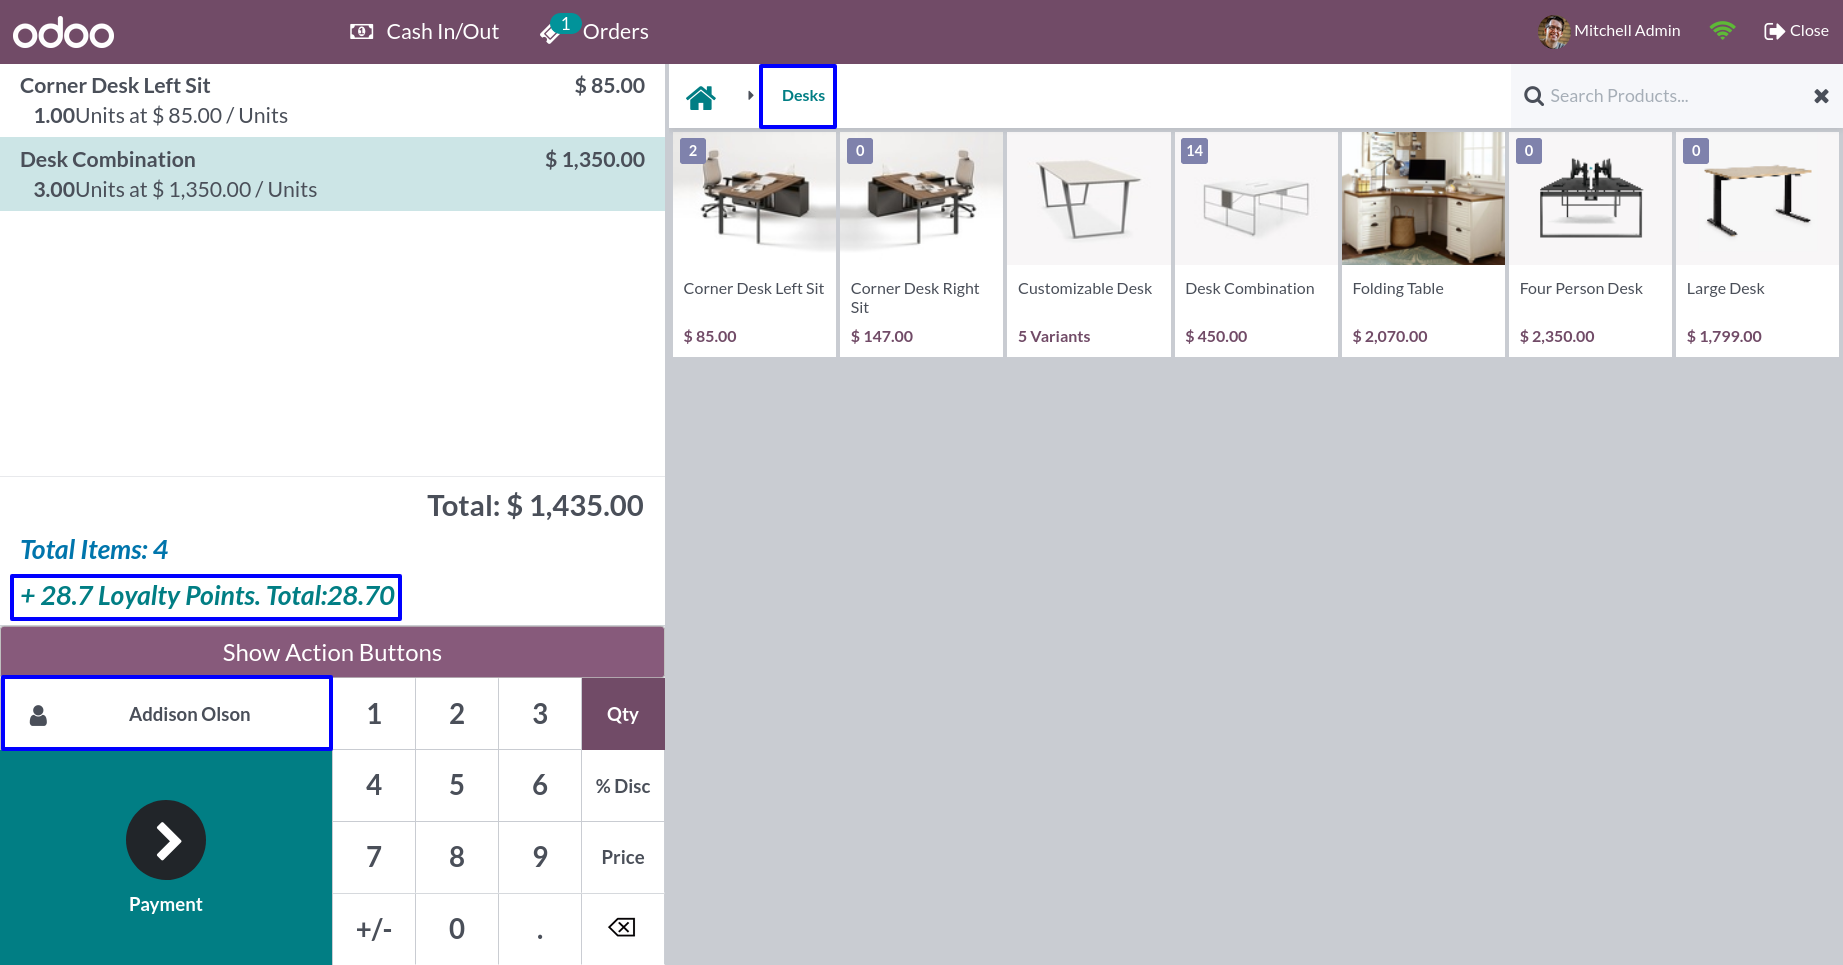 odoo
Cash In/Out
1
Orders
Mitchell Admin
Close
Corner Desk Left Sit
$ 85.00
1.00Units at $ 85.00 / Units
Desk Combination
$ 1,350.00
3.00Units at $ 1,350.00 / Units
Total: $ 1,435.00
Total Items: 4
+ 28.7 Loyalty Points. Total:28.70
Show Action Buttons
Addison Olson
Payment
1
2
3
Qty
4
5
6
% Disc
7
8
9
Price
+/-
0
.
Desks
Search Products...
2
Corner Desk Left Sit
$ 85.00
0
Corner Desk Right
Sit
$ 147.00
Customizable Desk
5 Variants
14
Desk Combination
$ 450.00
Folding Table
$ 2,070.00
0
Four Person Desk
$ 2,350.00
0
Large Desk
$ 1,799.00